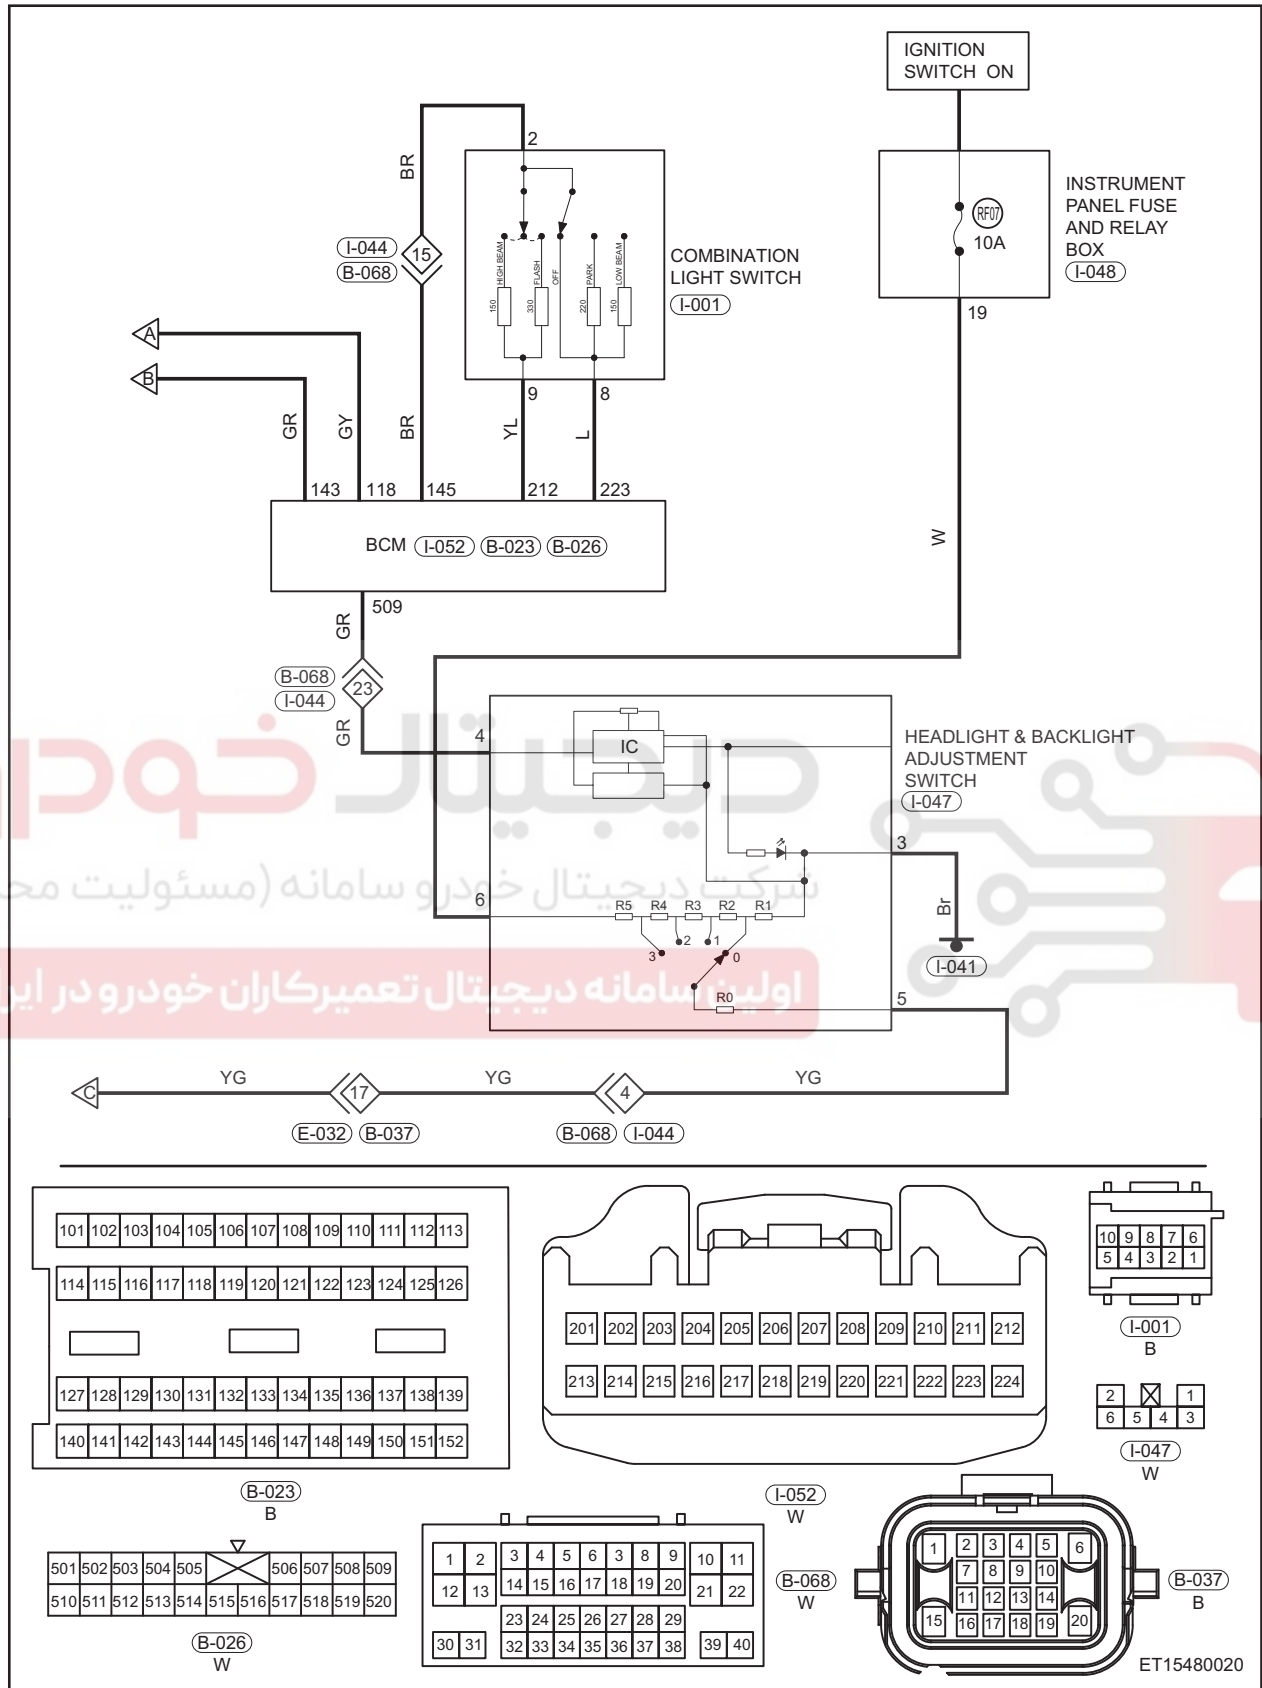 IGNITION
SWITCH ON
2
BR
I-044
B-068
15
HIGH BEAM
FLASH
OFF
PARK
LOW BEAM
150
330
220
150
COMBINATION
LIGHT SWITCH
I-001
RF07
10A
INSTRUMENT
PANEL FUSE
AND RELAY
BOX
I-048
19
A
B
9
8
GR
GY
BR
YL
L
143
118
145
212
223
BCM I-052 B-023 B-026
W
509
GR
B-068
I-044
23
GR
4
IC
HEADLIGHT & BACKLIGHT
ADJUSTMENT
SWITCH
I-047
دیجیتال خودرو
3
شرکت دیجیتال خودرو سامانه (مسئولیت مح
6
R5 R4 R3 R2 R1
Br
3 2 1 0
I-041
اولین سامانه دیجیتال تعمیرکاران خودرو در ایر
R0
5
C
YG
17
YG
4
YG
E-032 B-037
B-068 I-044
101 102 103 104 105 106 107 108 109 110 111 112 113
114 115 116 117 118 119 120 121 122 123 124 125 126
127 128 129 130 131 132 133 134 135 136 137 138 139
140 141 142 143 144 145 146 147 148 149 150 151 152
B-023
B
201 202 203 204 205 206 207 208 209 210 211 212
213 214 215 216 217 218 219 220 221 222 223 224
I-052
W
10 9 8 7 6
5 4 3 2 1
I-001
B
2 1
6 5 4 3
I-047
W
501 502 503 504 505 506 507 508 509
510 511 512 513 514 515 516 517 518 519 520
B-026
W
1 2 3 4 5 6 3 8 9 10 11
12 13 14 15 16 17 18 19 20 21 22
23 24 25 26 27 28 29
30 31 32 33 34 35 36 37 38 39 40
B-068
W
1 2 3 4 5 6
7 8 9 10
11 12 13 14
15 16 17 18 19 20
B-037
B
ET15480020